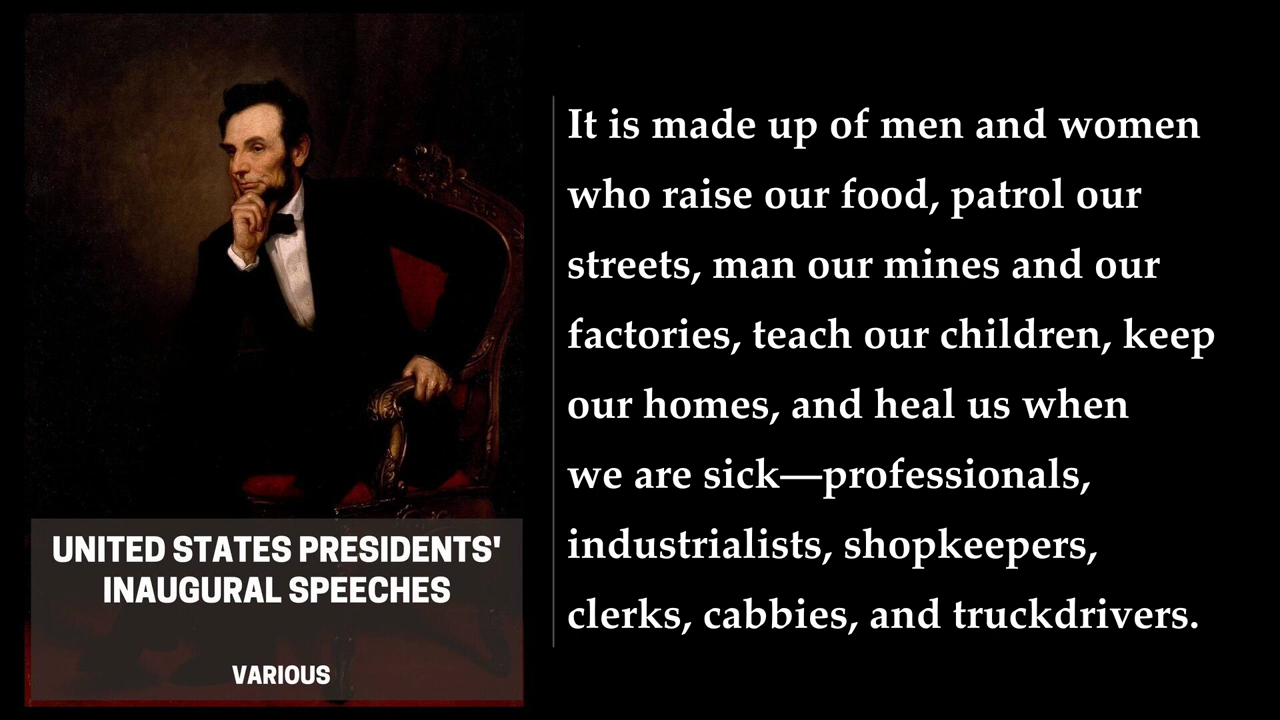 UNITED STATES PRESIDENTS'
INAUGURAL SPEECHES
VARIOUS
It is made up of men and women
who raise our food, patrol our
streets, man our mines and our
factories, teach our children, keep
our homes, and heal us when
we are sick—professionals,
industrialists, shopkeepers,
clerks, cabbies, and truckdrivers.